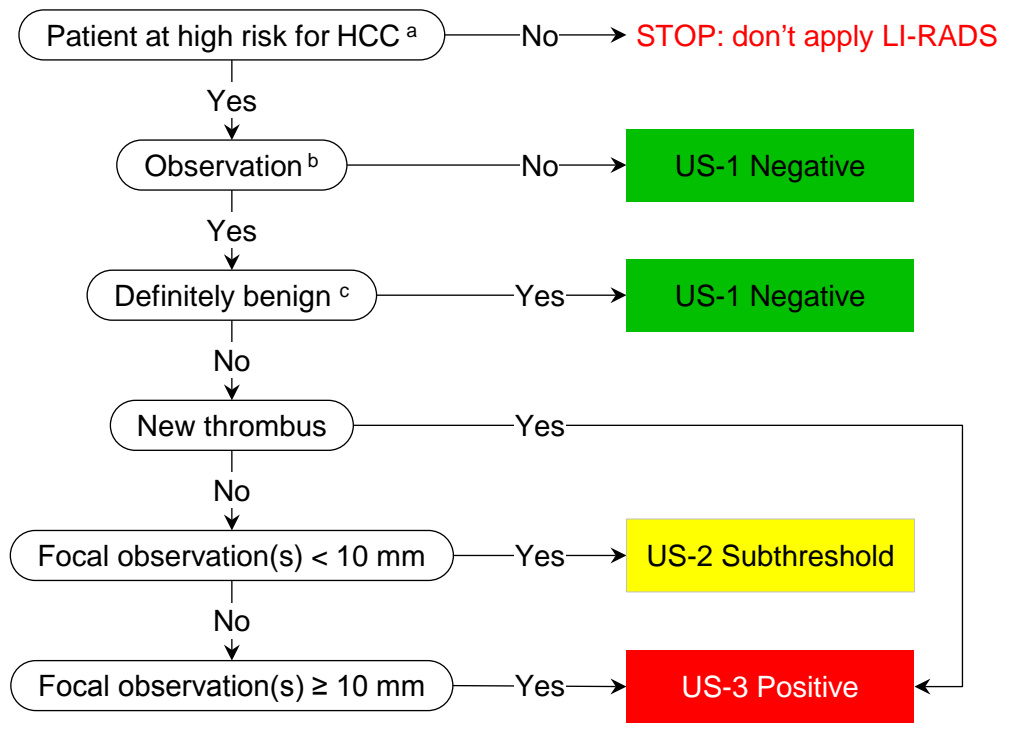 Patient at high risk for HCC a
No
STOP: don't apply LI-RADS
Yes
Observation b
No
US-1 Negative
Yes
Definitely benign c
Yes
US-1 Negative
No
New thrombus
Yes
No
Focal observation(s) < 10 mm
Yes
US-2 Subthreshold
No
Focal observation(s) ≥ 10 mm
Yes
US-3 Positive